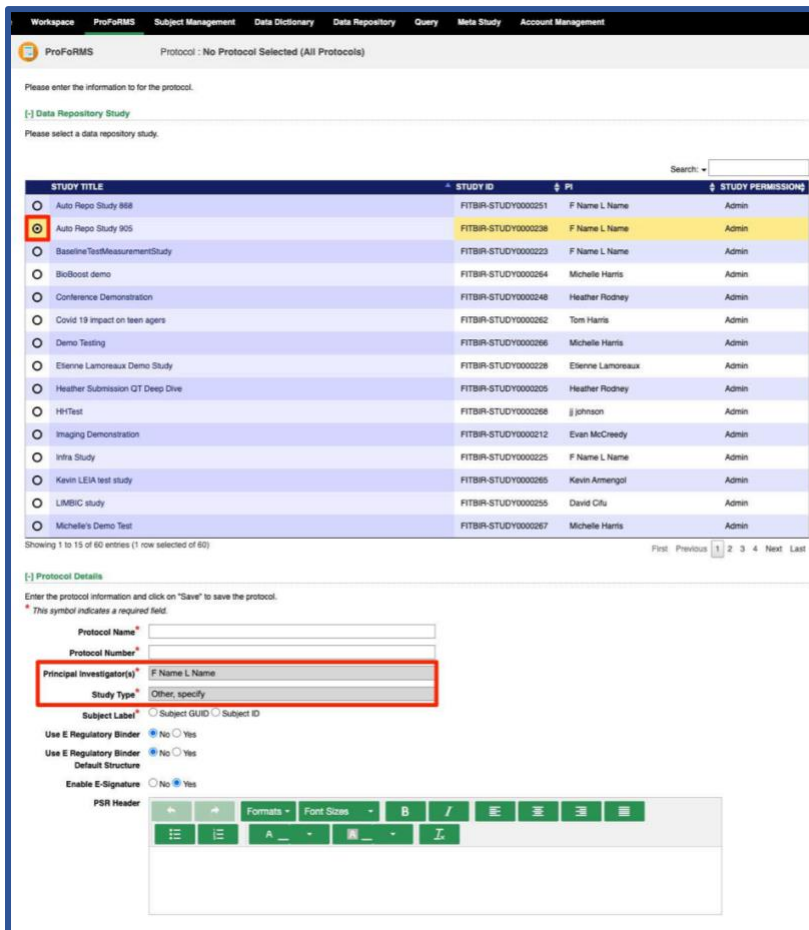 Workspace ProFoRMS Subject Management Data Dictionary Data Repository Query Meta Study Account Management
ProFoRMS Protocol : No Protocol Selected (All Protocols)
Please enter the information to for the protocol.
[-] Data Repository Study
Please select a data repository study.
Search:
STUDY TITLE STUDY ID PI STUDY PERMISSION
Auto Repo Study 868 FITBIR-STUDY0000251 F Name L Name Admin
Auto Repo Study 905 FITBIR-STUDY0000238 F Name L Name Admin
BaselineTestMeasurementStudy FITBIR-STUDY0000223 F Name L Name Admin
BioBoost demo FITBIR-STUDY0000264 Michelle Harris Admin
Conference Demonstration FITBIR-STUDY0000248 Heather Rodney Admin
Covid 19 impact on teen agers FITBIR-STUDY0000262 Tom Harris Admin
Demo Testing FITBIR-STUDY0000266 Michelle Harris Admin
Etienne Lamoreaux Demo Study FITBIR-STUDY0000228 Etienne Lamoreaux Admin
Heather Submission QT Deep Dive FITBIR-STUDY0000205 Heather Rodney Admin
HHTest FITBIR-STUDY0000268 jj johnson Admin
Imaging Demonstration FITBIR-STUDY0000212 Evan McCreedy Admin
Infra Study FITBIR-STUDY0000225 F Name L Name Admin
Kevin LEIA test study FITBIR-STUDY0000265 Kevin Armengol Admin
LIMBIC study FITBIR-STUDY0000255 David Cifu Admin
Michelle's Demo Test FITBIR-STUDY0000267 Michelle Harris Admin
Showing 1 to 15 of 60 entries (1 row selected of 60) First Previous 1 2 3 4 Next Last
[-] Protocol Details
Enter the protocol information and click on "Save" to save the protocol.
* This symbol indicates a required field.
Protocol Name*
Protocol Number*
Principal Investigator(s)* F Name L Name
Study Type* Other, specify
Subject Label* Subject GUID Subject ID
Use E Regulatory Binder No Yes
Use E Regulatory Binder No Yes
Default Structure
Enable E-Signature No Yes
PSR Header
Formats Font Sizes B I
A A Ix